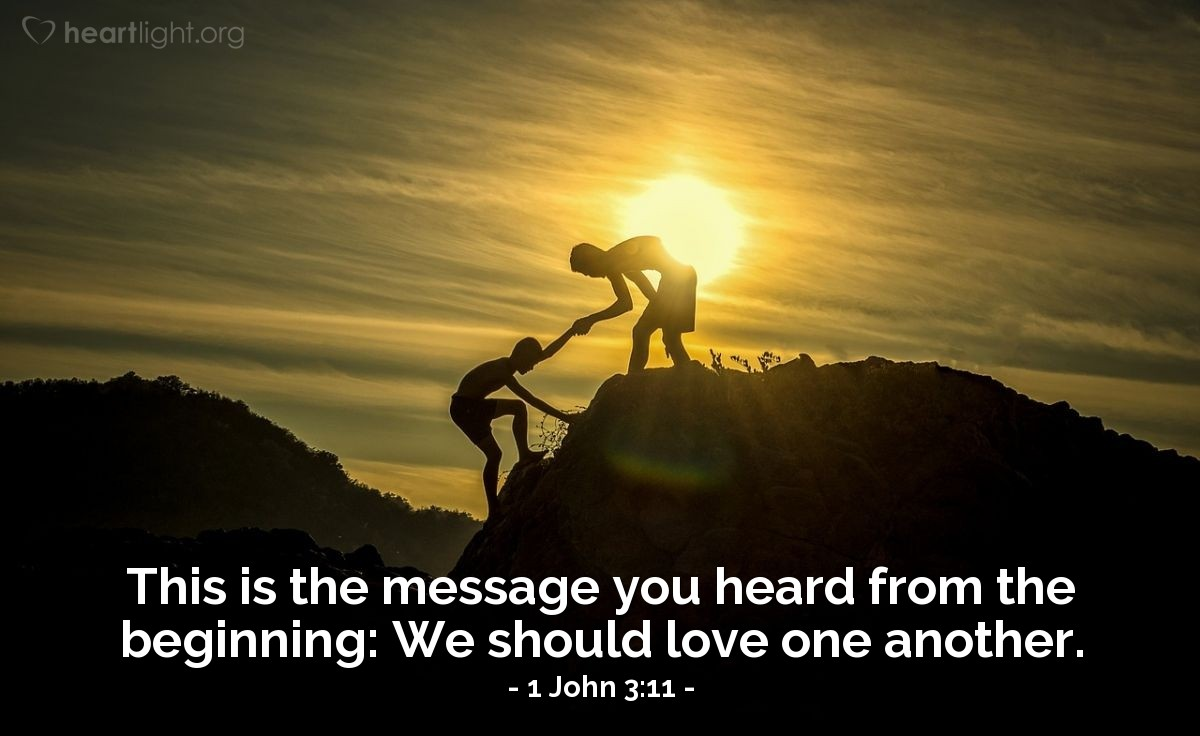 heartlight.org
This is the message you heard from the
beginning: We should love one another.
- 1 John 3:11 -